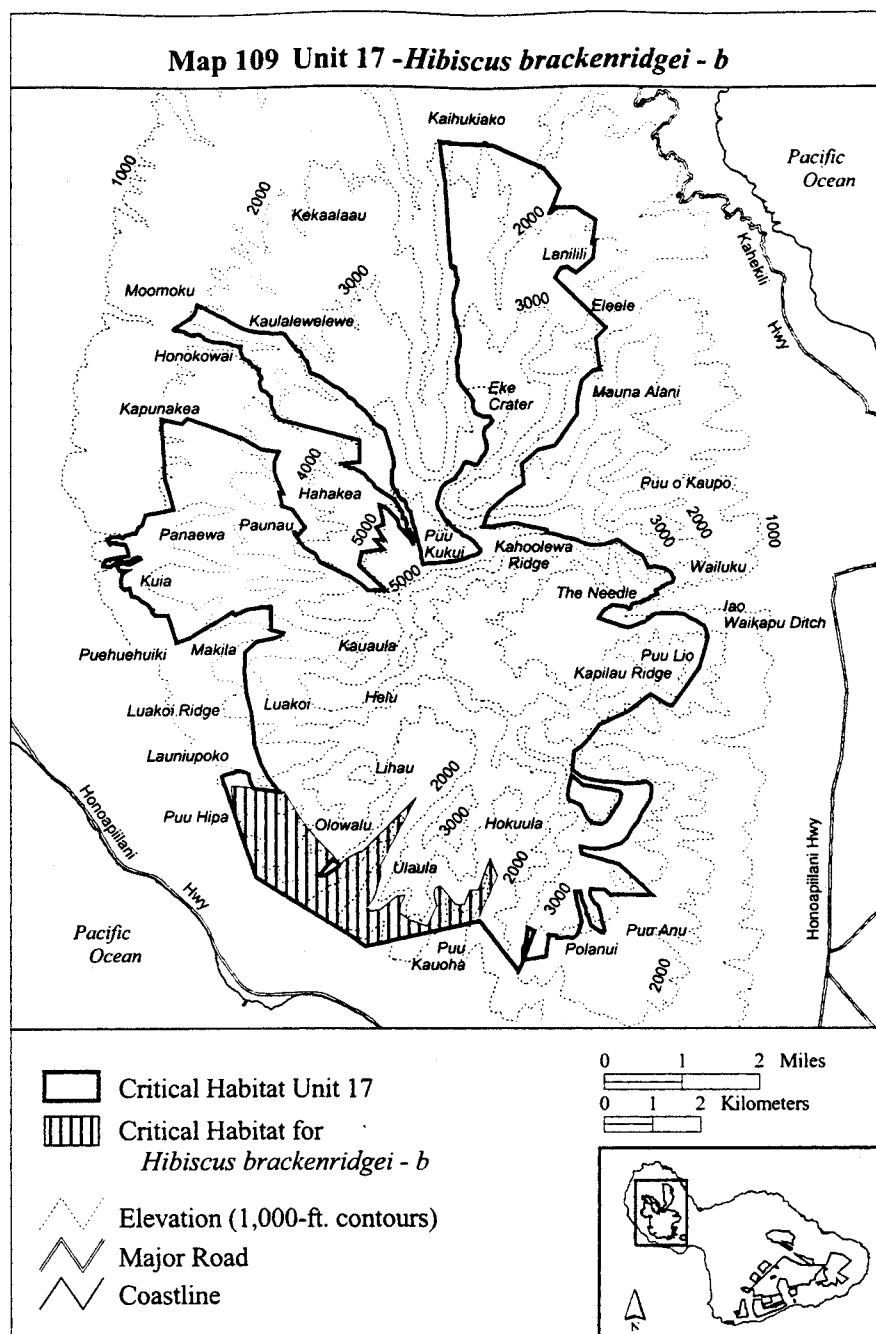 Map 109 Unit 17 -Hibiscus brackenridgei - b
Kaihukiako
Pacific
Ocean
1000
2000
Kekaalaau
2000
Lanilili
Kahekili
Hwy
3000
3000
Eleele
Moomoku
Kaulalewelewe
Honokowai
Eke
Crater
Mauna Alani
Kapunakea
4000
Hahakea
Puu o Kaupo
Panaewa
Paunau
5000
Puu
Kukui
Kahoolewa
Ridge
3000
2000
1000
Wailuku
5000
Kuia
The Needle
Iao
Waikapu Ditch
Puehuehuiki
Makila
Kauaula
Puu Lio
Kapilau Ridge
Luakoi Ridge
Luakoi
Helu
Launiupoko
Lihau
2000
Puu Hipa
Olowalu
3000
Hokuula
Honoapiilani
Hwy
Ulaula
2000
3000
Honoapiilani Hwy
Pacific
Ocean
Puu
Kauoha
Polanui
Puu Anu
2000
Critical Habitat Unit 17
Critical Habitat for
Hibiscus brackenridgei - b
Elevation (1,000-ft. contours)
Major Road
Coastline
0 1 2 Miles
0 1 2 Kilometers
N